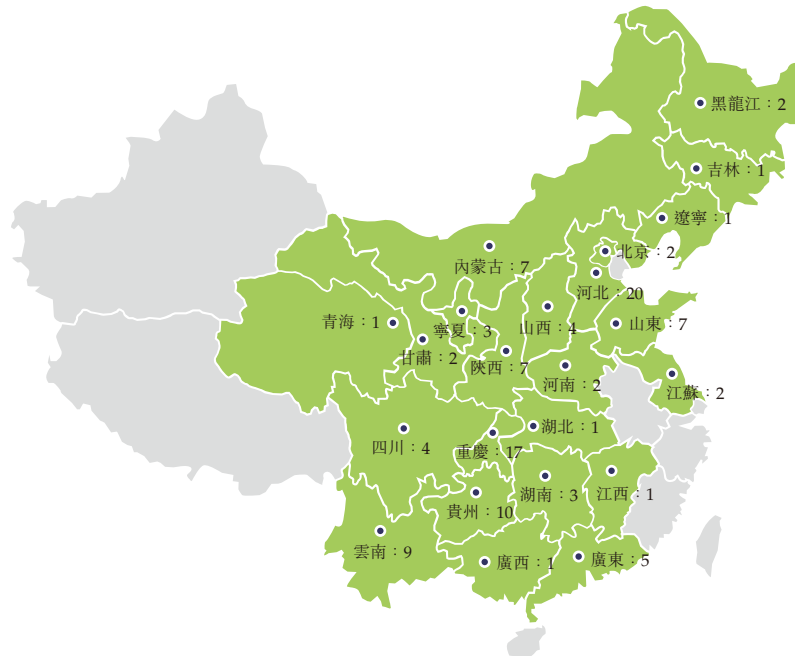 黑龍江：2
吉林：1
遼寧：1
北京：2
內蒙古：7
河北：20
青海：1
寧夏：3
山西：4
山東：7
甘肅：2
陝西：7
河南：2
江蘇：2
四川：4
重慶：17
湖北：1
貴州：10
湖南：3
江西：1
雲南：9
廣西：1
廣東：5